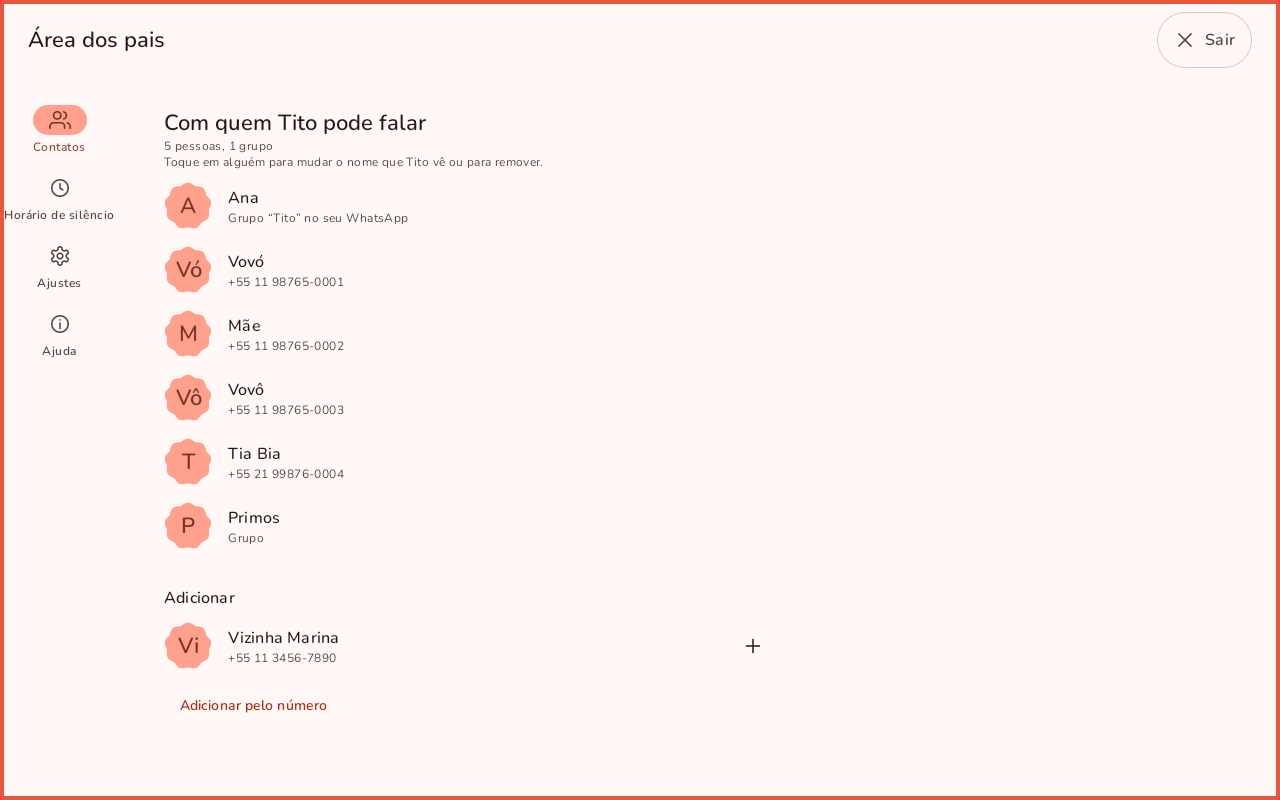 Área dos pais
Sair
Contatos
Horário de silêncio
Ajustes
Ajuda
Com quem Tito pode falar
5 pessoas, 1 grupo
Toque em alguém para mudar o nome que Tito vê ou para remover.
A
Ana
Grupo “Tito” no seu WhatsApp
Vó
Vovó
+55 11 98765-0001
M
Mãe
+55 11 98765-0002
Vô
Vovô
+55 11 98765-0003
T
Tia Bia
+55 21 99876-0004
P
Primos
Grupo
Adicionar
Vi
Vizinha Marina
+55 11 3456-7890
Adicionar pelo número